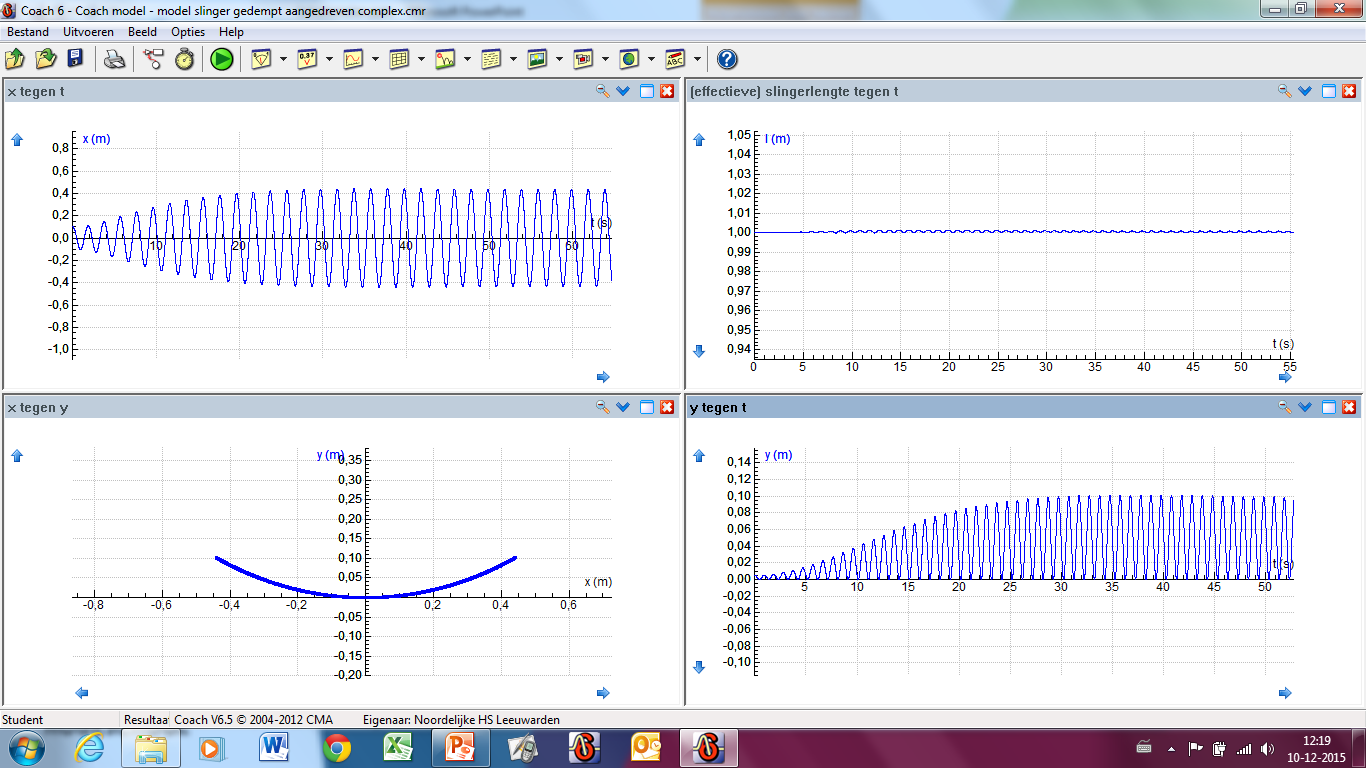 Coach 6 - Coach model - model slinger gedempt aangedreven complex.cmr
Bestand Uitvoeren Beeld Opties Help
0.37
ABC
x tegen t
x (m)
0,8
0,6
0,4
0,2
0,0
-0,2
-0,4
-0,6
-0,8
-1,0
10 20 30 40 50 60
t (s)
(effectieve) slingerlengte tegen t
l (m)
1,05
1,04
1,03
1,02
1,01
1,00
0,99
0,98
0,97
0,96
0,95
0,94
t (s)
0 5 10 15 20 25 30 35 40 45 50 55
x tegen y
y (m)
0,35
0,30
0,25
0,20
0,15
0,10
0,05
x (m)
-0,8 -0,6 -0,4 -0,2 0,2 0,4 0,6
-0,05
-0,10
-0,15
-0,20
y tegen t
y (m)
0,14
0,12
0,10
0,08
0,06
0,04
0,02
0,00
t (s)
5 10 15 20 25 30 35 40 45 50
-0,02
-0,04
-0,06
-0,08
-0,10
Student Resultaa Coach V6.5 © 2004-2012 CMA Eigenaar: Noordelijke HS Leeuwarden
12:19
10-12-2015